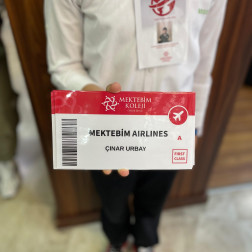 MEKTEBİM
KOLEJİ
MEKTEBİM AIRLINES
A
ÇINAR URBAY
FIRST
CLASS